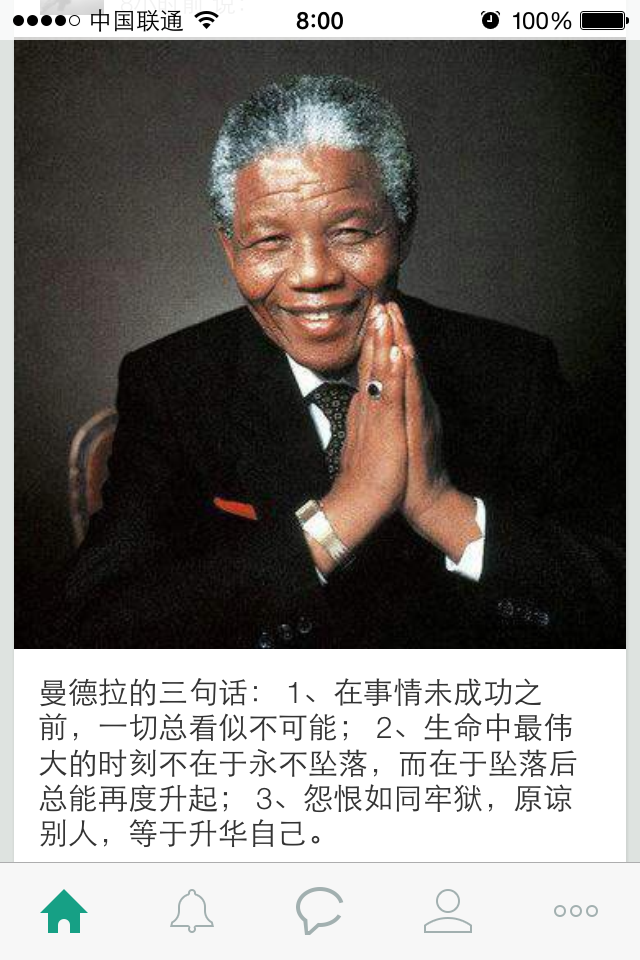 中国联通 8:00 100%
曼德拉的三句话： 1、在事情未成功之
前，一切总看似不可能； 2、生命中最伟
大的时刻不在于永不坠落，而在于坠落后
总能再度升起； 3、怨恨如同牢狱，原谅
别人，等于升华自己。